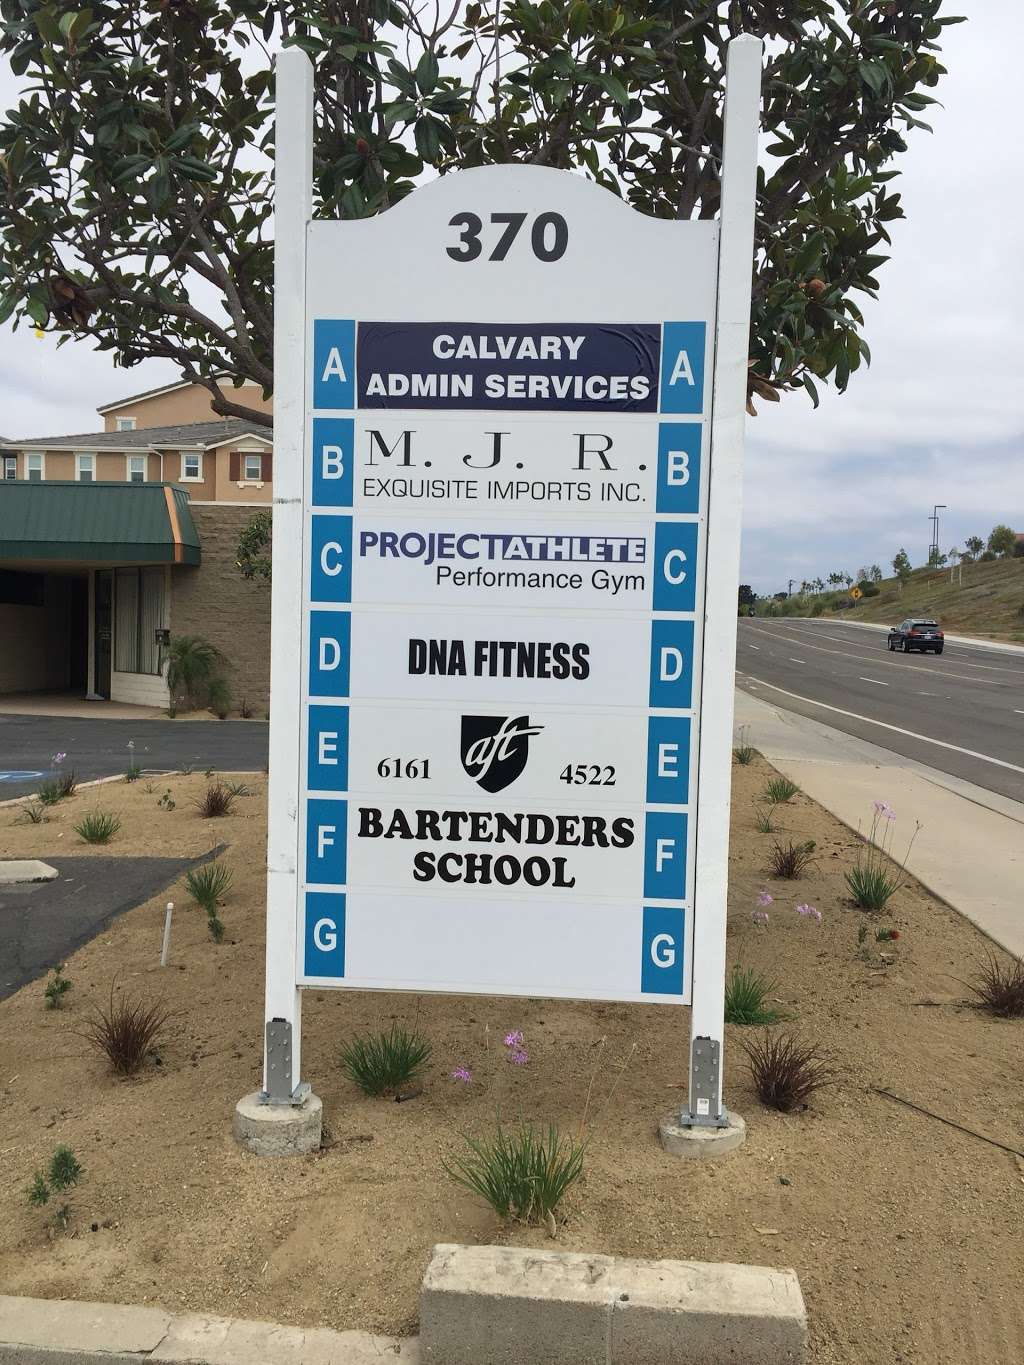 370
A CALVARY A
ADMIN SERVICES
B M. J. R. B
EXQUISITE IMPORTS INC.
C PROJECTATHLETE C
Performance Gym
D DNA FITNESS D
E aft E
6161 4522
F BARTENDERS F
SCHOOL
G G